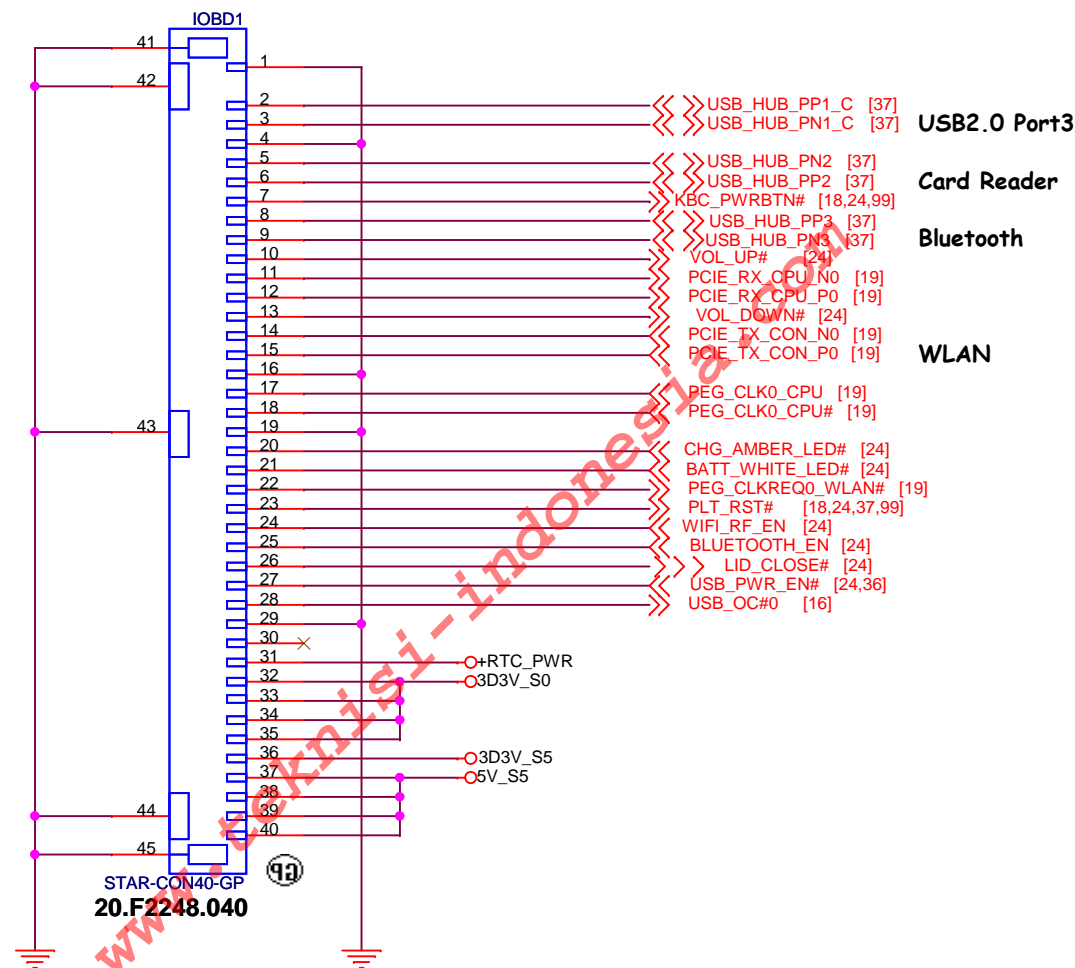 IOBD1
41
1
42
2 USB_HUB_PP1_C [37]
3 USB_HUB_PN1_C [37] USB2.0 Port3
4
5 USB_HUB_PN2 [37]
6 USB_HUB_PP2 [37] Card Reader
7 KBC_PWRBTN# [18,24,99]
8 USB_HUB_PP3 [37]
9 USB_HUB_PN3 [37] Bluetooth
10 VOL_UP# [24]
11 PCIE_RX_CPU_N0 [19]
12 PCIE_RX_CPU_P0 [19]
13 VOL_DOWN# [24]
14 PCIE_TX_CON_N0 [19]
15 PCIE_TX_CON_P0 [19] WLAN
16
17 PEG_CLK0_CPU [19]
18 PEG_CLK0_CPU# [19]
43 19
20 CHG_AMBER_LED# [24]
21 BATT_WHITE_LED# [24]
22 PEG_CLKREQ0_WLAN# [19]
23 PLT_RST# [18,24,37,99]
24 WIFI_RF_EN [24]
25 BLUETOOTH_EN [24]
26 LID_CLOSE# [24]
27 USB_PWR_EN# [24,36]
28 USB_OC#0 [16]
29
30
31 +RTC_PWR
32 3D3V_S0
33
34
35
36 3D3V_S5
37 5V_S5
38
44 39
40
45
STAR-CON40-GP
20.F2248.040
GP
www.teknisi-indonesia.com